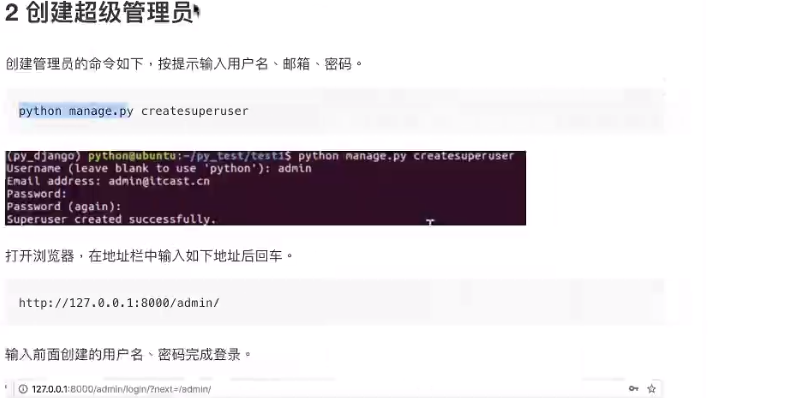 2 创建超级管理员
创建管理员的命令如下，按提示输入用户名、邮箱、密码。
python manage.py createsuperuser
(py_django) python@ubuntu:~/py_test/test1$ python manage.py createsuperuser
Username (leave blank to use 'python'): admin
Email address: admin@itcast.cn
Password:
Password (again):
Superuser created successfully.
打开浏览器，在地址栏中输入如下地址后回车。
http://127.0.0.1:8000/admin/
输入前面创建的用户名、密码完成登录。
127.0.0.1:8000/admin/login/?next=/admin/